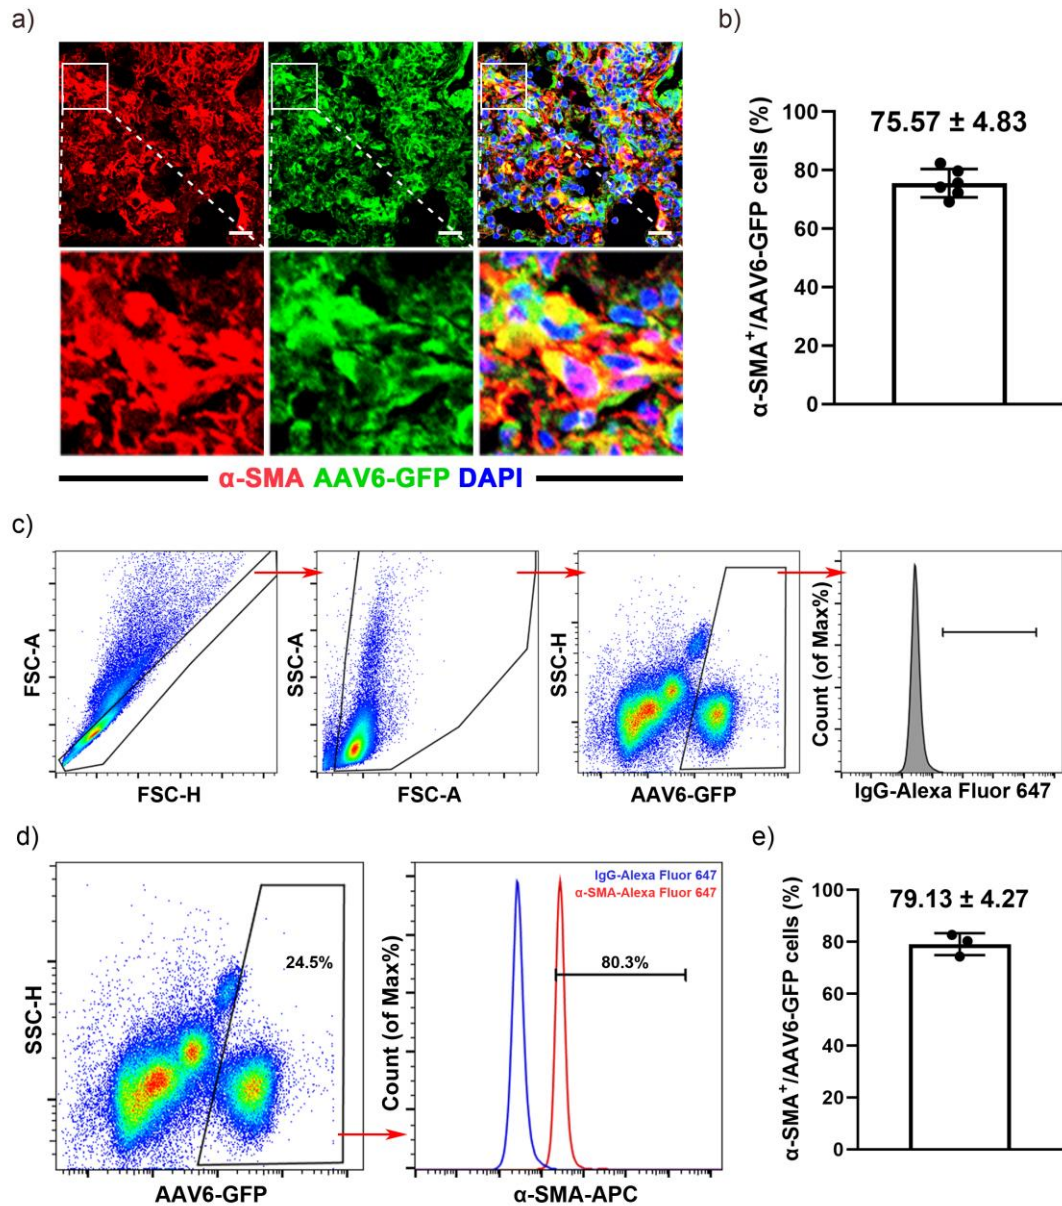 a)
b)
α-SMA AAV6-GFP DAPI
α-SMA⁺/AAV6-GFP cells (%)
75.57 ± 4.83
100
80
60
40
20
0
c)
FSC-A
FSC-H
SSC-A
FSC-A
SSC-H
AAV6-GFP
Count (of Max%)
IgG-Alexa Fluor 647
d)
SSC-H
24.5%
AAV6-GFP
Count (of Max%)
IgG-Alexa Fluor 647
α-SMA-Alexa Fluor 647
80.3%
α-SMA-APC
e)
α-SMA⁺/AAV6-GFP cells (%)
79.13 ± 4.27
100
80
60
40
20
0